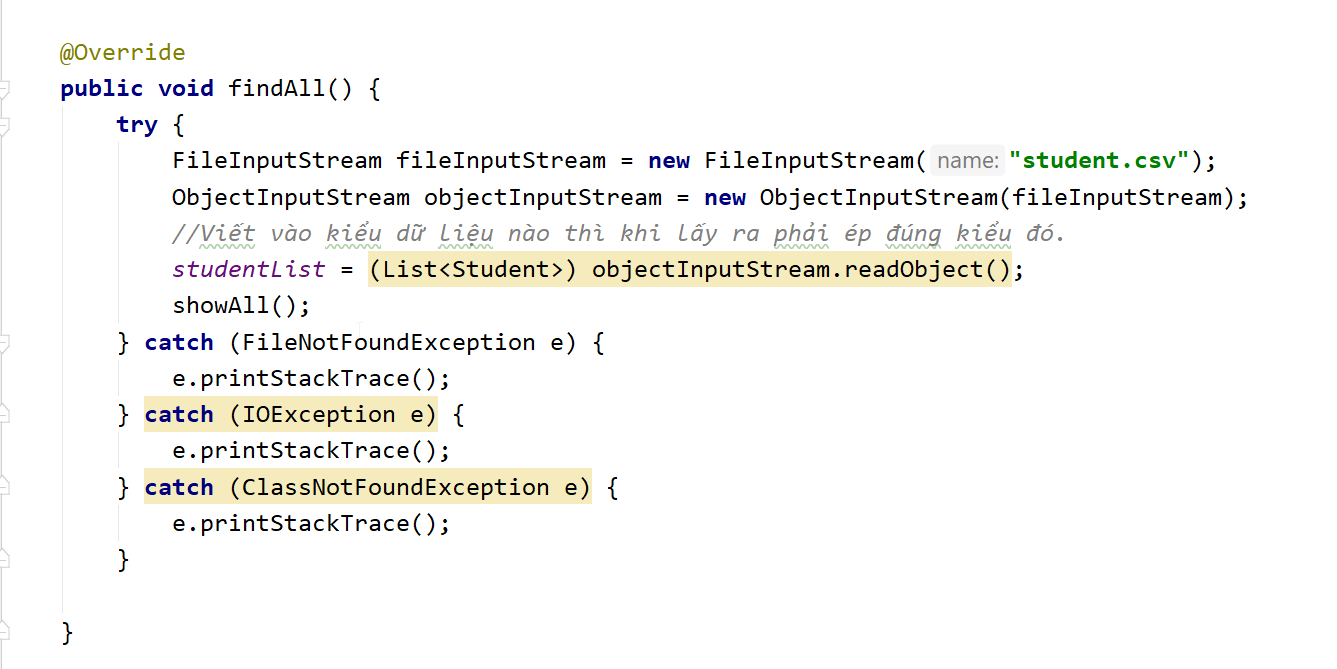 @Override
public void findAll() {
try {
FileInputStream fileInputStream = new FileInputStream( name: "student.csv");
ObjectInputStream objectInputStream = new ObjectInputStream(fileInputStream);
//Viết vào kiểu dữ liệu nào thì khi lấy ra phải ép đúng kiểu đó.
studentList = (List<Student>) objectInputStream.readObject();
showAll();
} catch (FileNotFoundException e) {
e.printStackTrace();
} catch (IOException e) {
e.printStackTrace();
} catch (ClassNotFoundException e) {
e.printStackTrace();
}
}